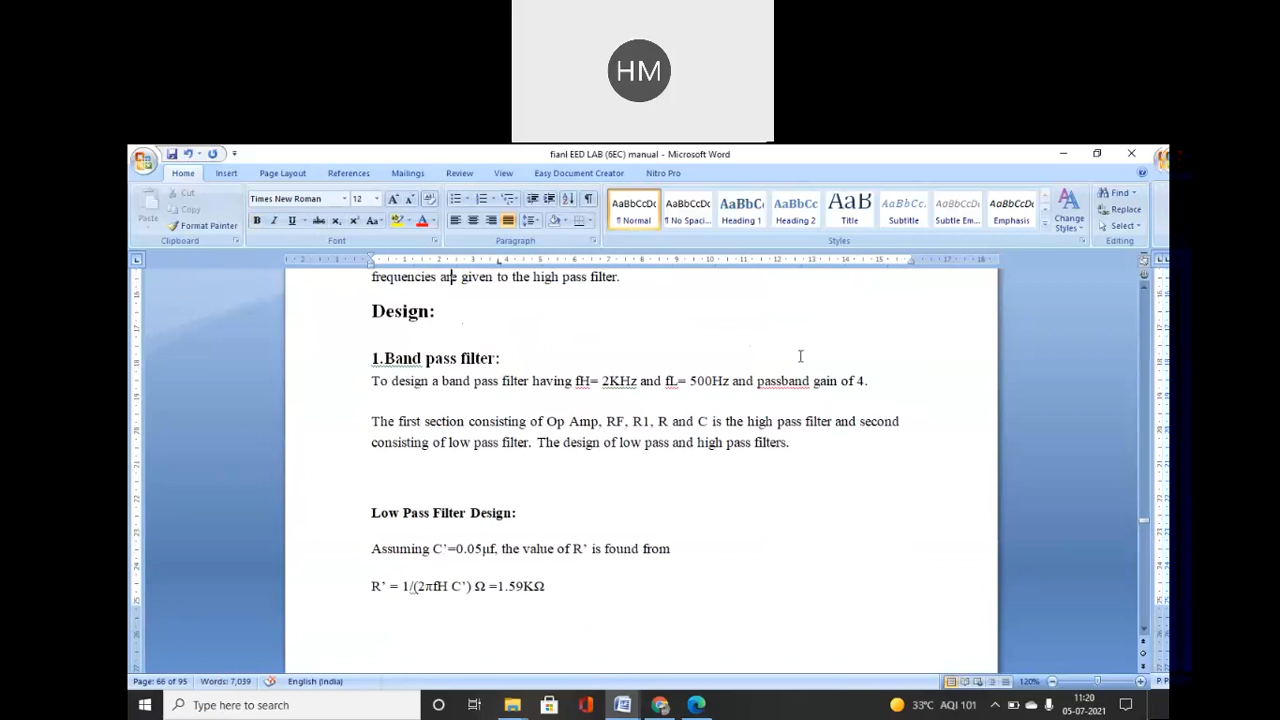 HM
fianl EED LAB (6EC) manual - Microsoft Word
Home Insert Page Layout References Mailings Review View Easy Document Creator Nitro Pro
Paste
Cut
Copy
Format Painter
Clipboard
Times New Roman 12
B I U abc x₂ x² Aa
Font
Paragraph
AaBbCcDc AaBbCcDc AaBbC AaBbCc AaB AaBbCc. AaBbCcDc AaBbCcDc
¶ Normal ¶ No Spaci... Heading 1 Heading 2 Title Subtitle Subtle Em... Emphasis
Change Styles
Styles
Find
Replace
Select
Editing
frequencies are given to the high pass filter.
Design:
1.Band pass filter:
To design a band pass filter having fH= 2KHz and fL= 500Hz and passband gain of 4.
The first section consisting of Op Amp, RF, R1, R and C is the high pass filter and second
consisting of low pass filter. The design of low pass and high pass filters.
Low Pass Filter Design:
Assuming C’=0.05µf, the value of R’ is found from
R’ = 1/(2πfH C’) Ω =1.59KΩ
Page: 66 of 95 Words: 7,039 English (India) 120%
Type here to search
33°C AQI 101
11:20
05-07-2021